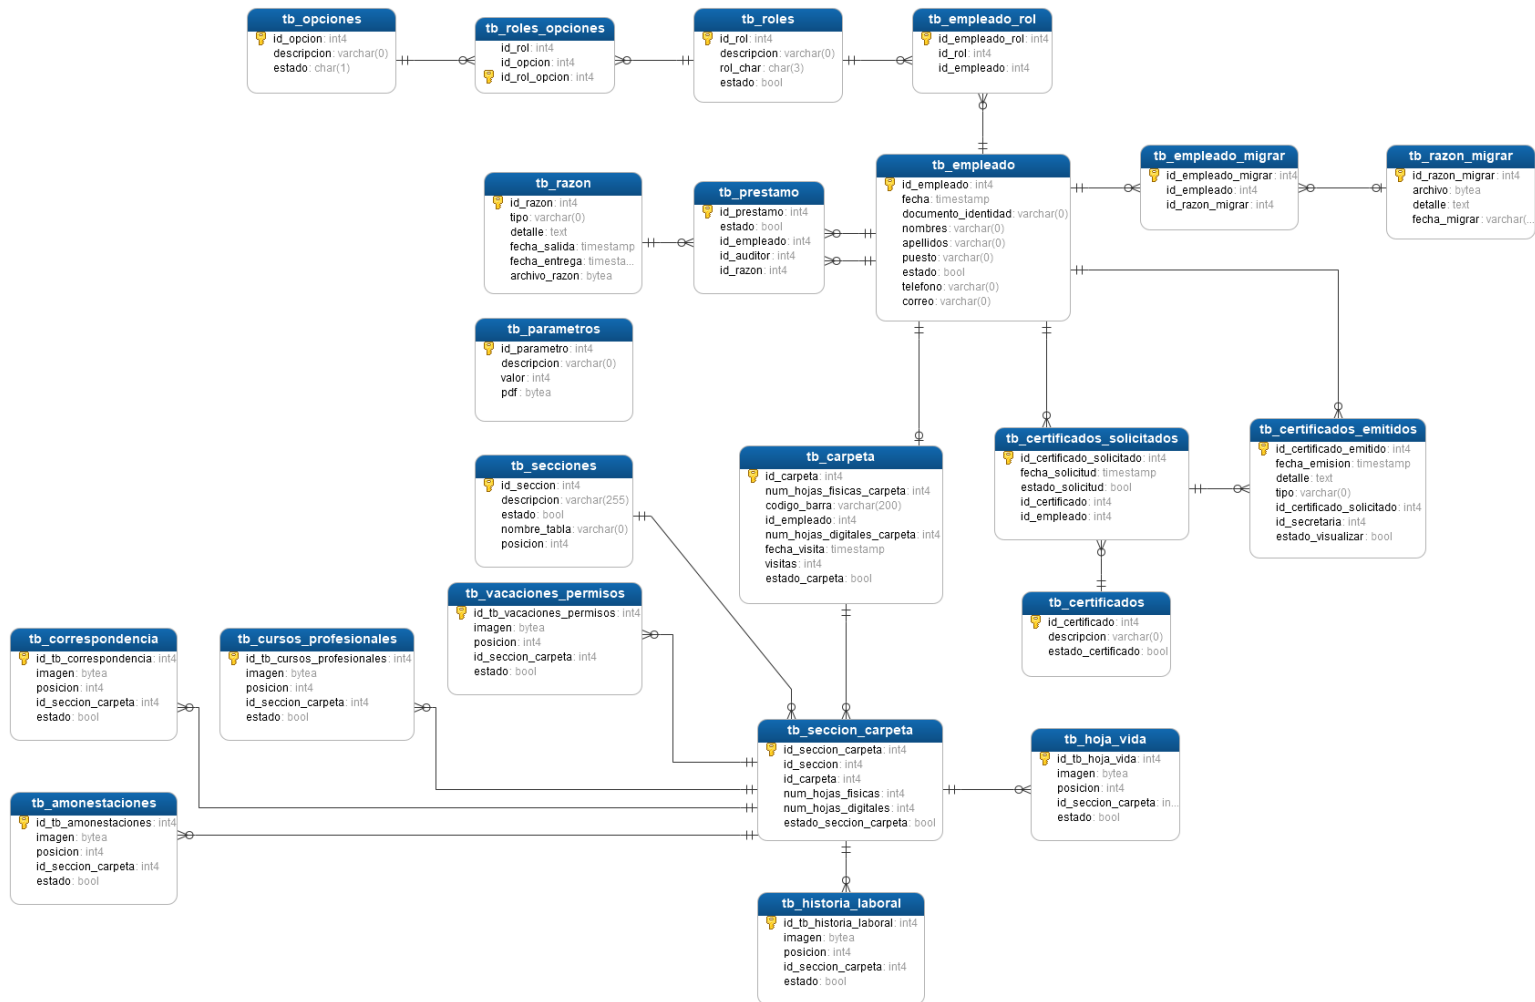 tb_opciones
id_opcion: int4
descripcion: varchar(0)
estado: char(1)
tb_roles_opciones
id_rol: int4
id_opcion: int4
id_rol_opcion: int4
tb_roles
id_rol: int4
descripcion: varchar(0)
rol_char: char(3)
estado: bool
tb_empleado_rol
id_empleado_rol: int4
id_rol: int4
id_empleado: int4
tb_razon
id_razon: int4
tipo: varchar(0)
detalle: text
fecha_salida: timestamp
fecha_entrega: timesta...
archivo_razon: bytea
tb_prestamo
id_prestamo: int4
estado: bool
id_empleado: int4
id_auditor: int4
id_razon: int4
tb_empleado
id_empleado: int4
fecha: timestamp
documento_identidad: varchar(0)
nombres: varchar(0)
apellidos: varchar(0)
puesto: varchar(0)
estado: bool
telefono: varchar(0)
correo: varchar(0)
tb_empleado_migrar
id_empleado_migrar: int4
id_empleado: int4
id_razon_migrar: int4
tb_razon_migrar
id_razon_migrar: int4
archivo: bytea
detalle: text
fecha_migrar: varchar(...
tb_parametros
id_parametro: int4
descripcion: varchar(0)
valor: int4
pdf: bytea
tb_secciones
id_seccion: int4
descripcion: varchar(255)
estado: bool
nombre_tabla: varchar(0)
posicion: int4
tb_carpeta
id_carpeta: int4
num_hojas_fisicas_carpeta: int4
codigo_barra: varchar(200)
id_empleado: int4
num_hojas_digitales_carpeta: int4
fecha_visita: timestamp
visitas: int4
estado_carpeta: bool
tb_certificados_solicitados
id_certificado_solicitado: int4
fecha_solicitud: timestamp
estado_solicitud: bool
id_certificado: int4
id_empleado: int4
tb_certificados_emitidos
id_certificado_emitido: int4
fecha_emision: timestamp
detalle: text
tipo: varchar(0)
id_certificado_solicitado: int4
id_secretaria: int4
estado_visualizar: bool
tb_certificados
id_certificado: int4
descripcion: varchar(0)
estado_certificado: bool
tb_vacaciones_permisos
id_tb_vacaciones_permisos: int4
imagen: bytea
posicion: int4
id_seccion_carpeta: int4
estado: bool
tb_correspondencia
id_tb_correspondencia: int4
imagen: bytea
posicion: int4
id_seccion_carpeta: int4
estado: bool
tb_cursos_profesionales
id_tb_cursos_profesionales: int4
imagen: bytea
posicion: int4
id_seccion_carpeta: int4
estado: bool
tb_seccion_carpeta
id_seccion_carpeta: int4
id_seccion: int4
id_carpeta: int4
num_hojas_fisicas: int4
num_hojas_digitales: int4
estado_seccion_carpeta: bool
tb_hoja_vida
id_tb_hoja_vida: int4
imagen: bytea
posicion: int4
id_seccion_carpeta: in...
estado: bool
tb_amonestaciones
id_tb_amonestaciones: int4
imagen: bytea
posicion: int4
id_seccion_carpeta: int4
estado: bool
tb_historia_laboral
id_tb_historia_laboral: int4
imagen: bytea
posicion: int4
id_seccion_carpeta: int4
estado: bool